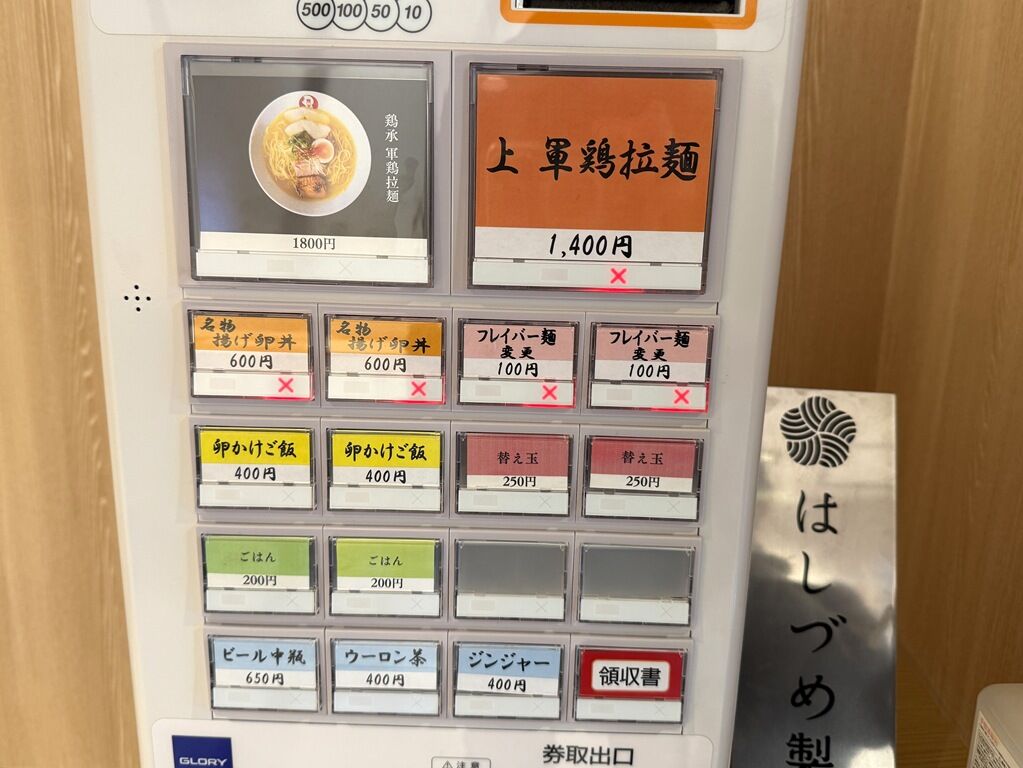 500 100 50 10
鶏承 軍鶏拉麺
1800円
上 軍鶏拉麺
1,400円
名物
揚げ卵丼
600円
名物
揚げ卵丼
600円
フレイバー麺
変更
100円
フレイバー麺
変更
100円
卵かけご飯
400円
卵かけご飯
400円
替え玉
250円
替え玉
250円
ごはん
200円
ごはん
200円
ビール中瓶
650円
ウーロン茶
400円
ジンジャー
400円
領収書
GLORY
注意
券取出口
はしづめ製